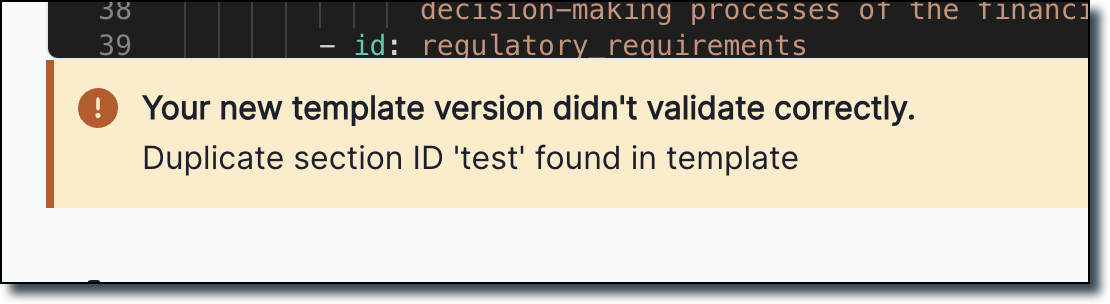 38 decision-making processes of the financi
39 - id: regulatory_requirements
Your new template version didn't validate correctly.
Duplicate section ID 'test' found in template